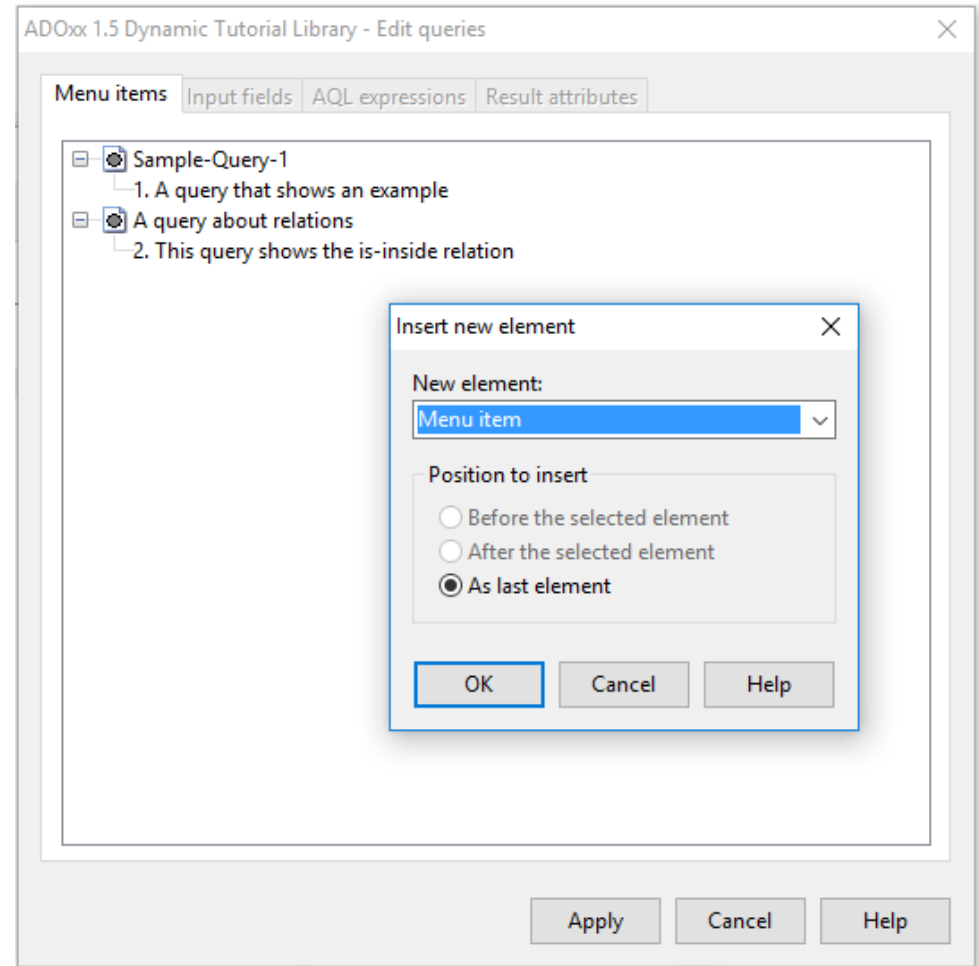 ADOxx 1.5 Dynamic Tutorial Library - Edit queries
Menu items Input fields AQL expressions Result attributes
Sample-Query-1
1. A query that shows an example
A query about relations
2. This query shows the is-inside relation
Insert new element
New element:
Menu item
Position to insert
Before the selected element
After the selected element
As last element
OK Cancel Help
Apply Cancel Help